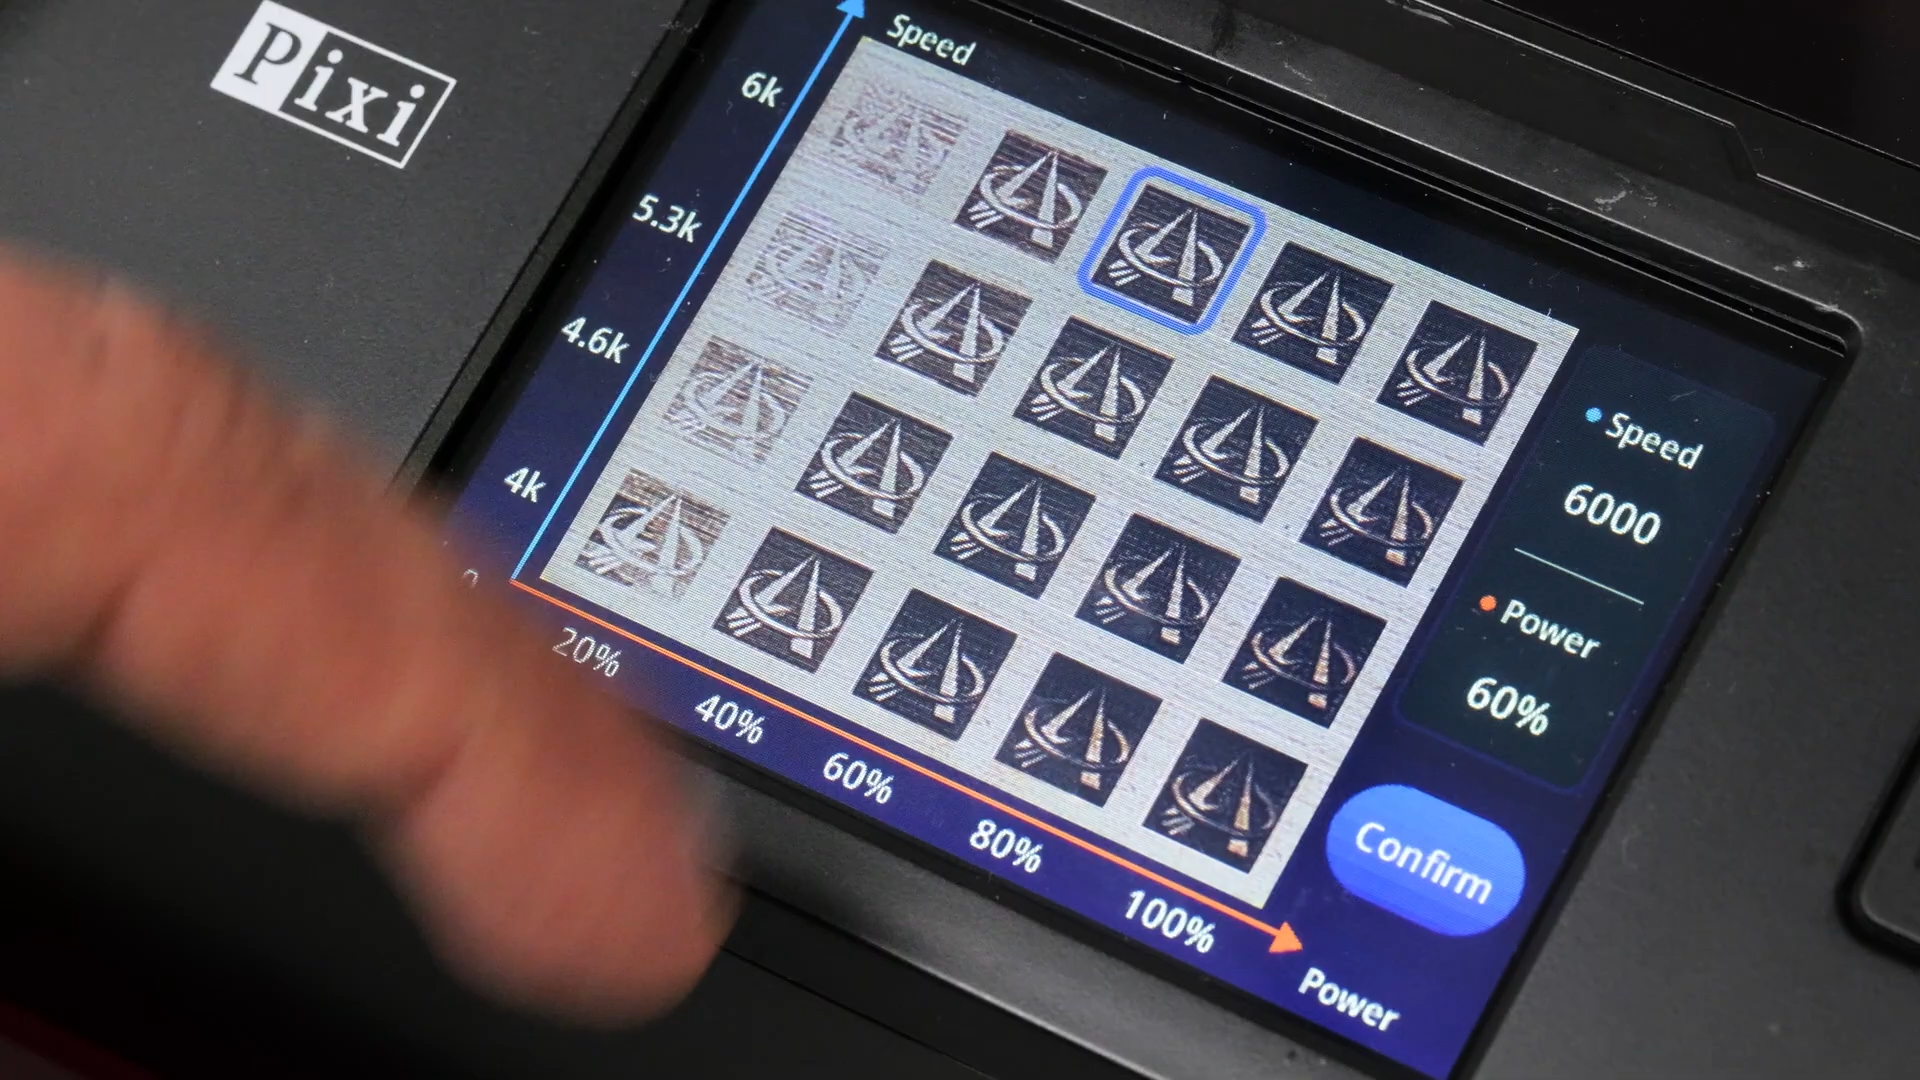 Pixi
Speed
6k
5.3k
4.6k
4k
0
20%
40%
60%
80%
100%
Power
Speed
6000
Power
60%
Confirm